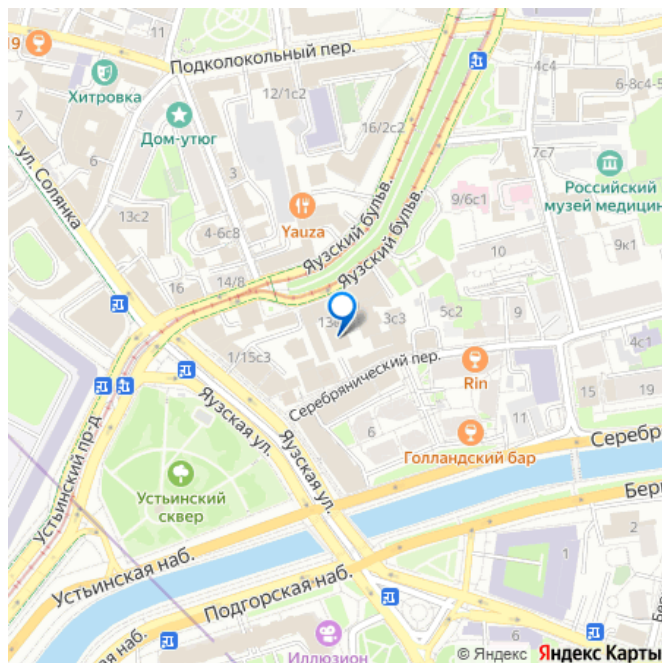 19
11
Подколокольный пер.
4с4
6-8с4-5
Хитровка
12/1с2
7
Дом-утюг
16/2с2
6
7с7
ул. Солянка
3
Российский
музей медицин
9/6с1
13с2
Yauza
Яузский бульв.
Яузский бульв.
4-6с8
10
9к1
16
14/8
5с2
9
13
3с3
4с1
1/15с3
Серебрянический пер.
Rin
15
19
Яузская ул.
Яузская ул.
6
11
Голландский бар
Серебр
Устьинский пр-д
Устьинский
сквер
Бер
2
1
Устьинская наб.
Подгорская наб.
Бе
ая наб.
6
Иллюзион
© Яндекс Яндекс Карты